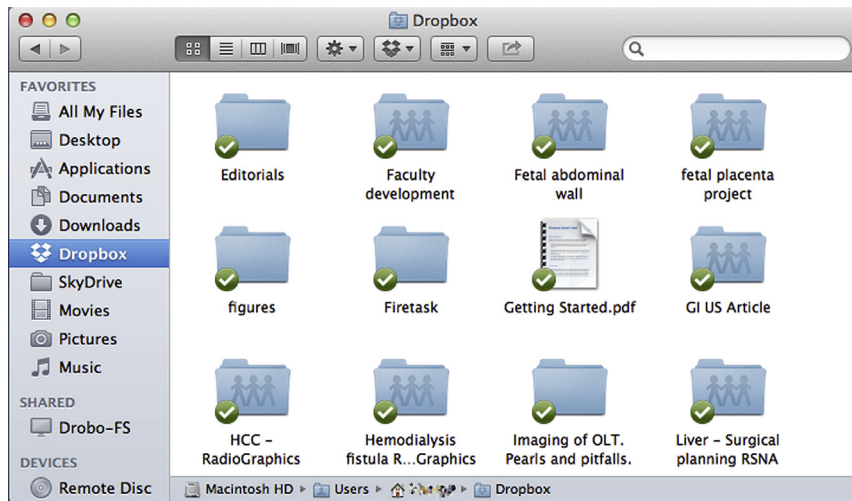 Dropbox
FAVORITES
All My Files
Desktop
Applications
Documents
Downloads
Dropbox
SkyDrive
Movies
Pictures
Music
SHARED
Drobo-FS
DEVICES
Remote Disc
Editorials
Faculty
development
Fetal abdominal
wall
fetal placenta
project
figures
Firetask
Getting Started.pdf
GI US Article
HCC -
RadioGraphics
Hemodialysis
fistula R...Graphics
Imaging of OLT.
Pearls and pitfalls.
Liver - Surgical
planning RSNA
Macintosh HD ▸ Users ▸ ▸ Dropbox